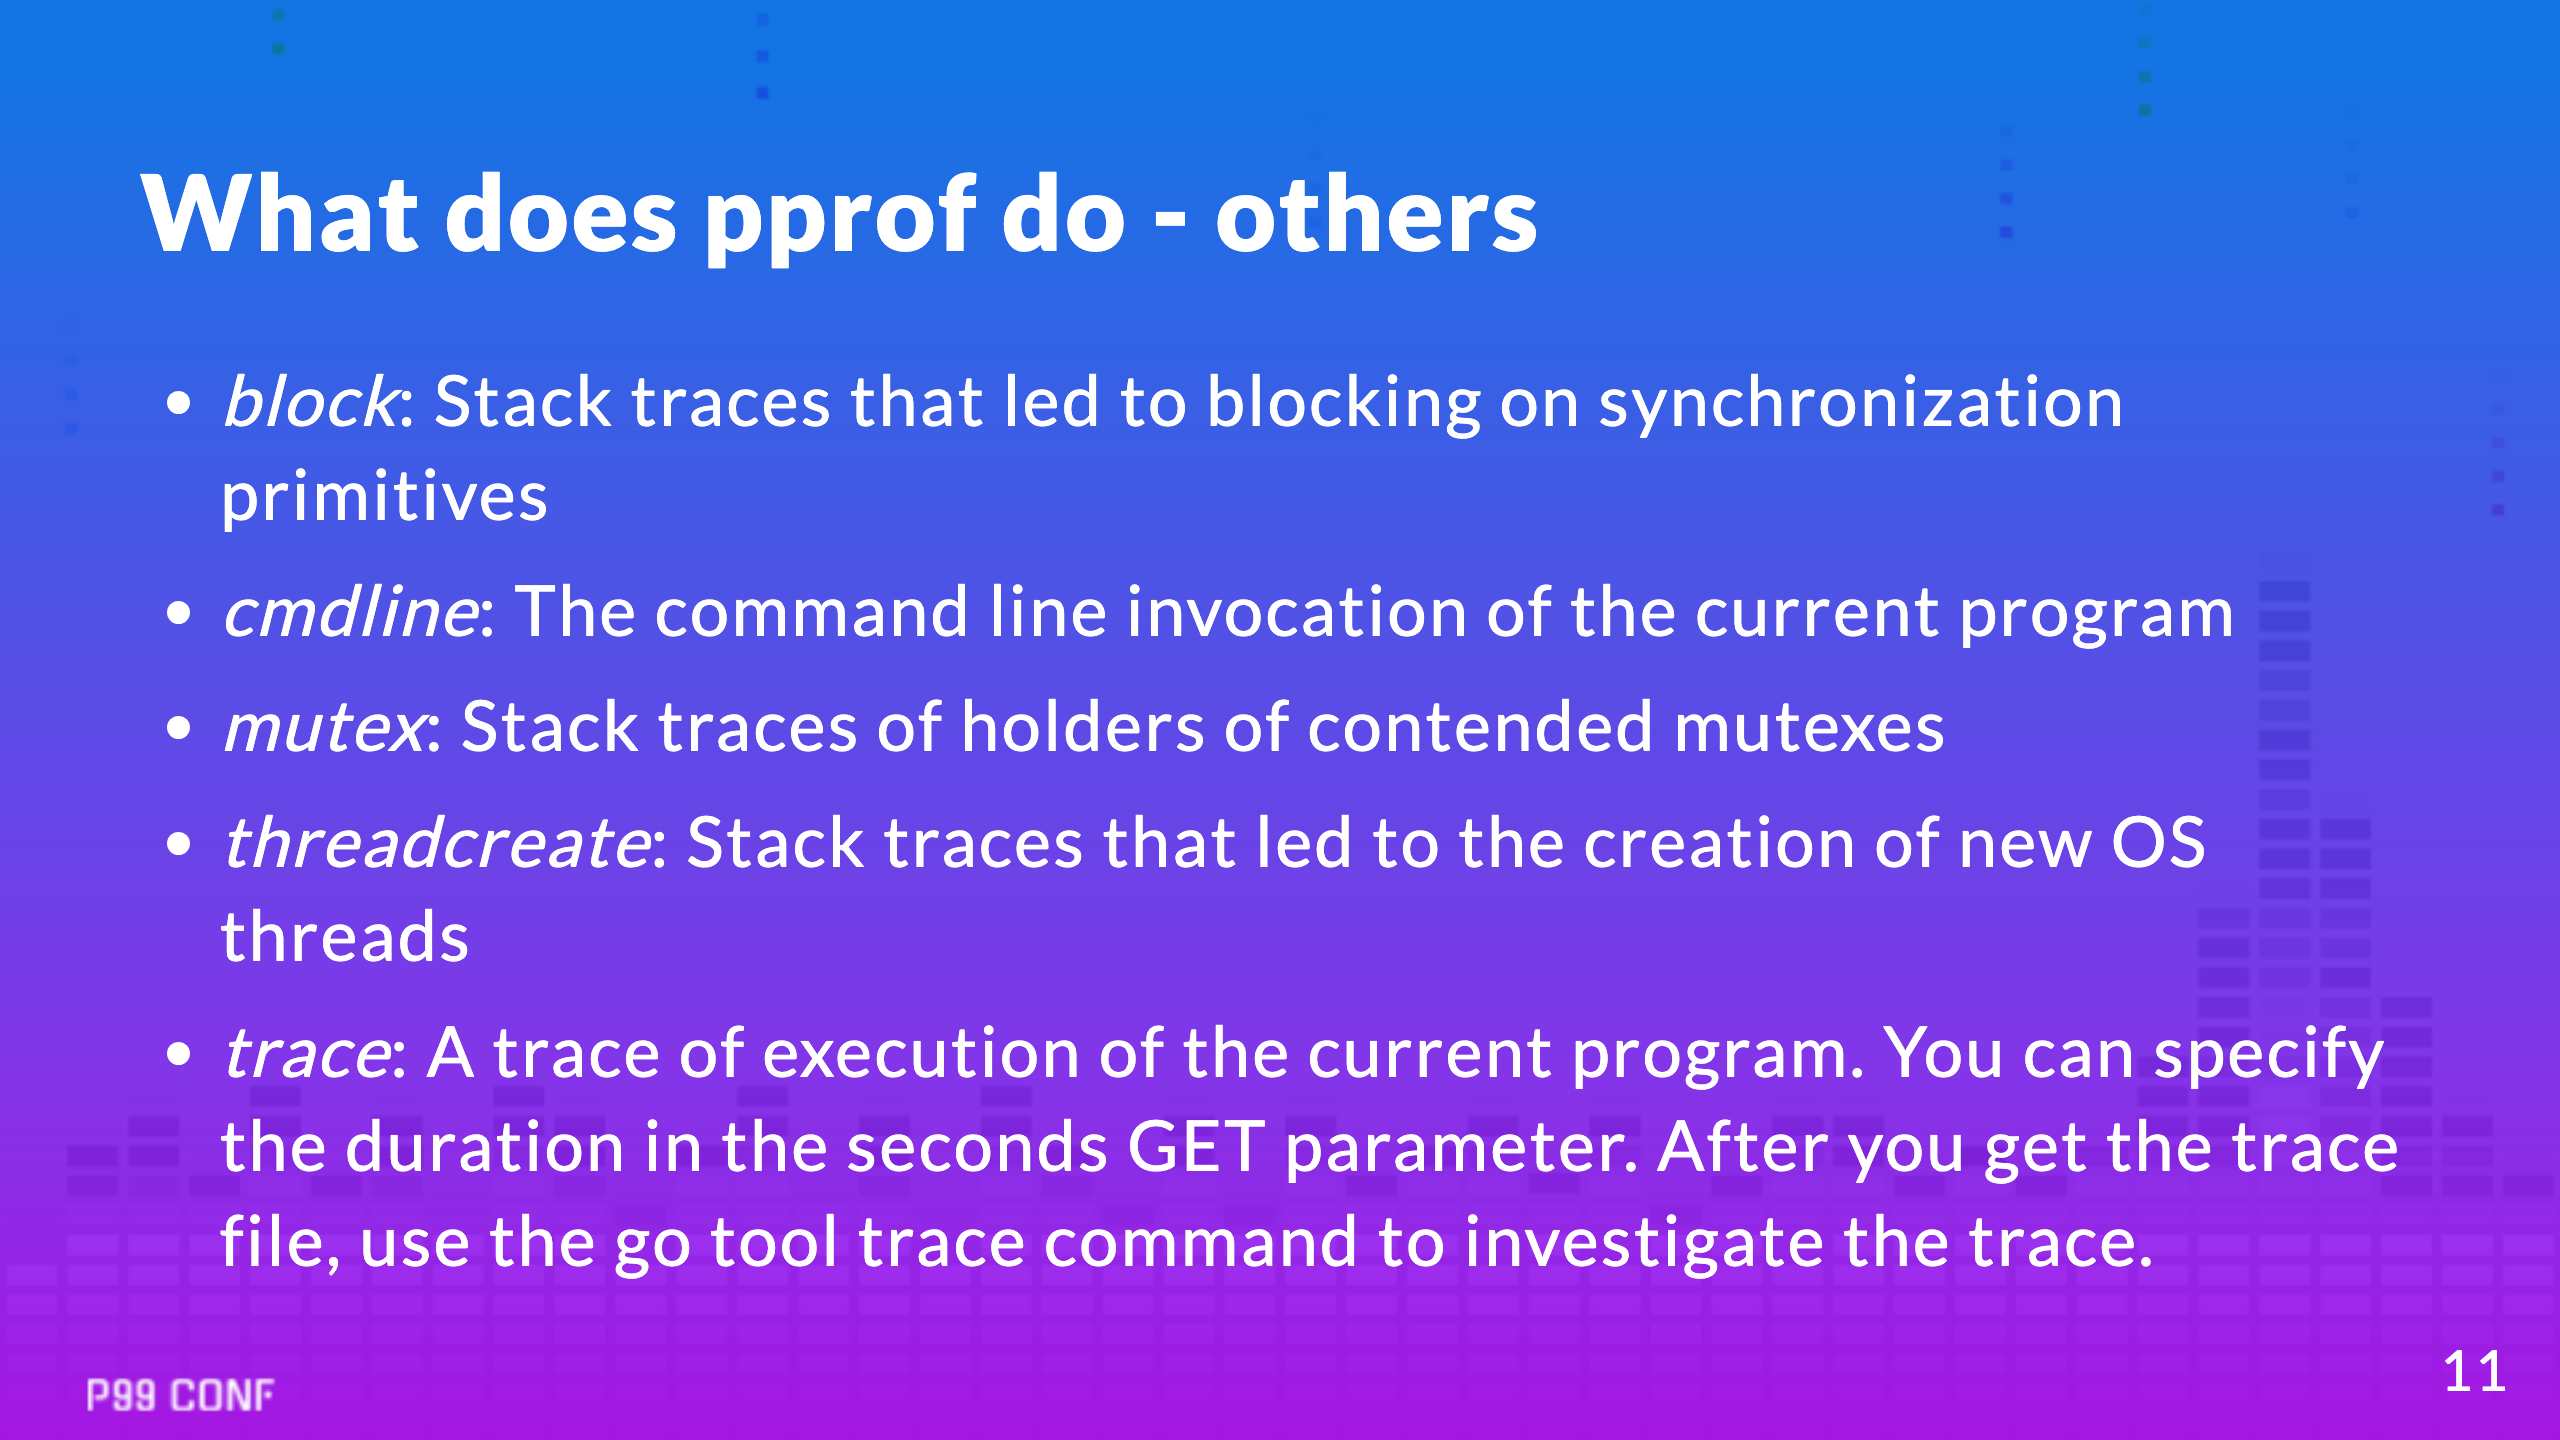 What does pprof do - others
• block: Stack traces that led to blocking on synchronization
primitives
• cmdline: The command line invocation of the current program
• mutex: Stack traces of holders of contended mutexes
• threadcreate: Stack traces that led to the creation of new OS
threads
• trace: A trace of execution of the current program. You can specify
the duration in the seconds GET parameter. After you get the trace
file, use the go tool trace command to investigate the trace.
P99 CONF
11